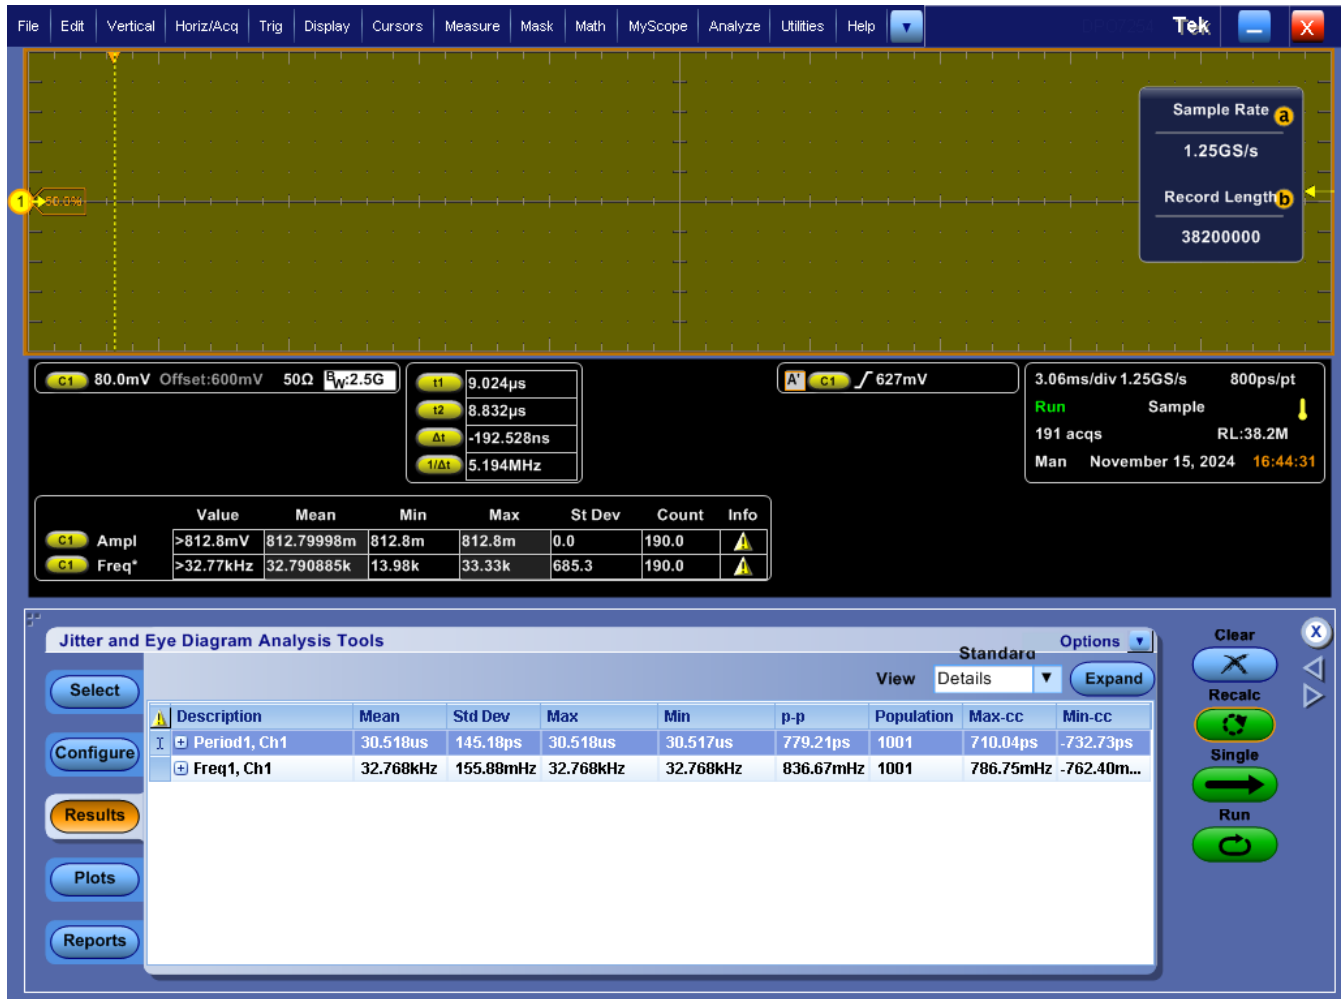 File Edit Vertical Horiz/Acq Trig Display Cursors Measure Mask Math MyScope Analyze Utilities Help Tek X
Sample Rate a
1.25GS/s
1 50.0% Record Length b
38200000
C1 80.0mV Offset:600mV 50Ω BW:2.5G
t1 9.024µs
t2 8.832µs
Δt -192.528ns
1/Δt 5.194MHz
A' C1 627mV
3.06ms/div 1.25GS/s 800ps/pt
Run Sample
191 acqs RL:38.2M
Man November 15, 2024 16:44:31
Value Mean Min Max St Dev Count Info
C1 Ampl >812.8mV 812.79998m 812.8m 812.8m 0.0 190.0
C1 Freq* >32.77kHz 32.790885k 13.98k 33.33k 685.3 190.0
Jitter and Eye Diagram Analysis Tools Options
Standard
View Details Expand
Description Mean Std Dev Max Min p-p Population Max-cc Min-cc
Period1, Ch1 30.518us 145.18ps 30.518us 30.517us 779.21ps 1001 710.04ps -732.73ps
Freq1, Ch1 32.768kHz 155.88mHz 32.768kHz 32.768kHz 836.67mHz 1001 786.75mHz -762.40m...
Select
Configure
Results
Plots
Reports
Clear X
Recalc
Single
Run